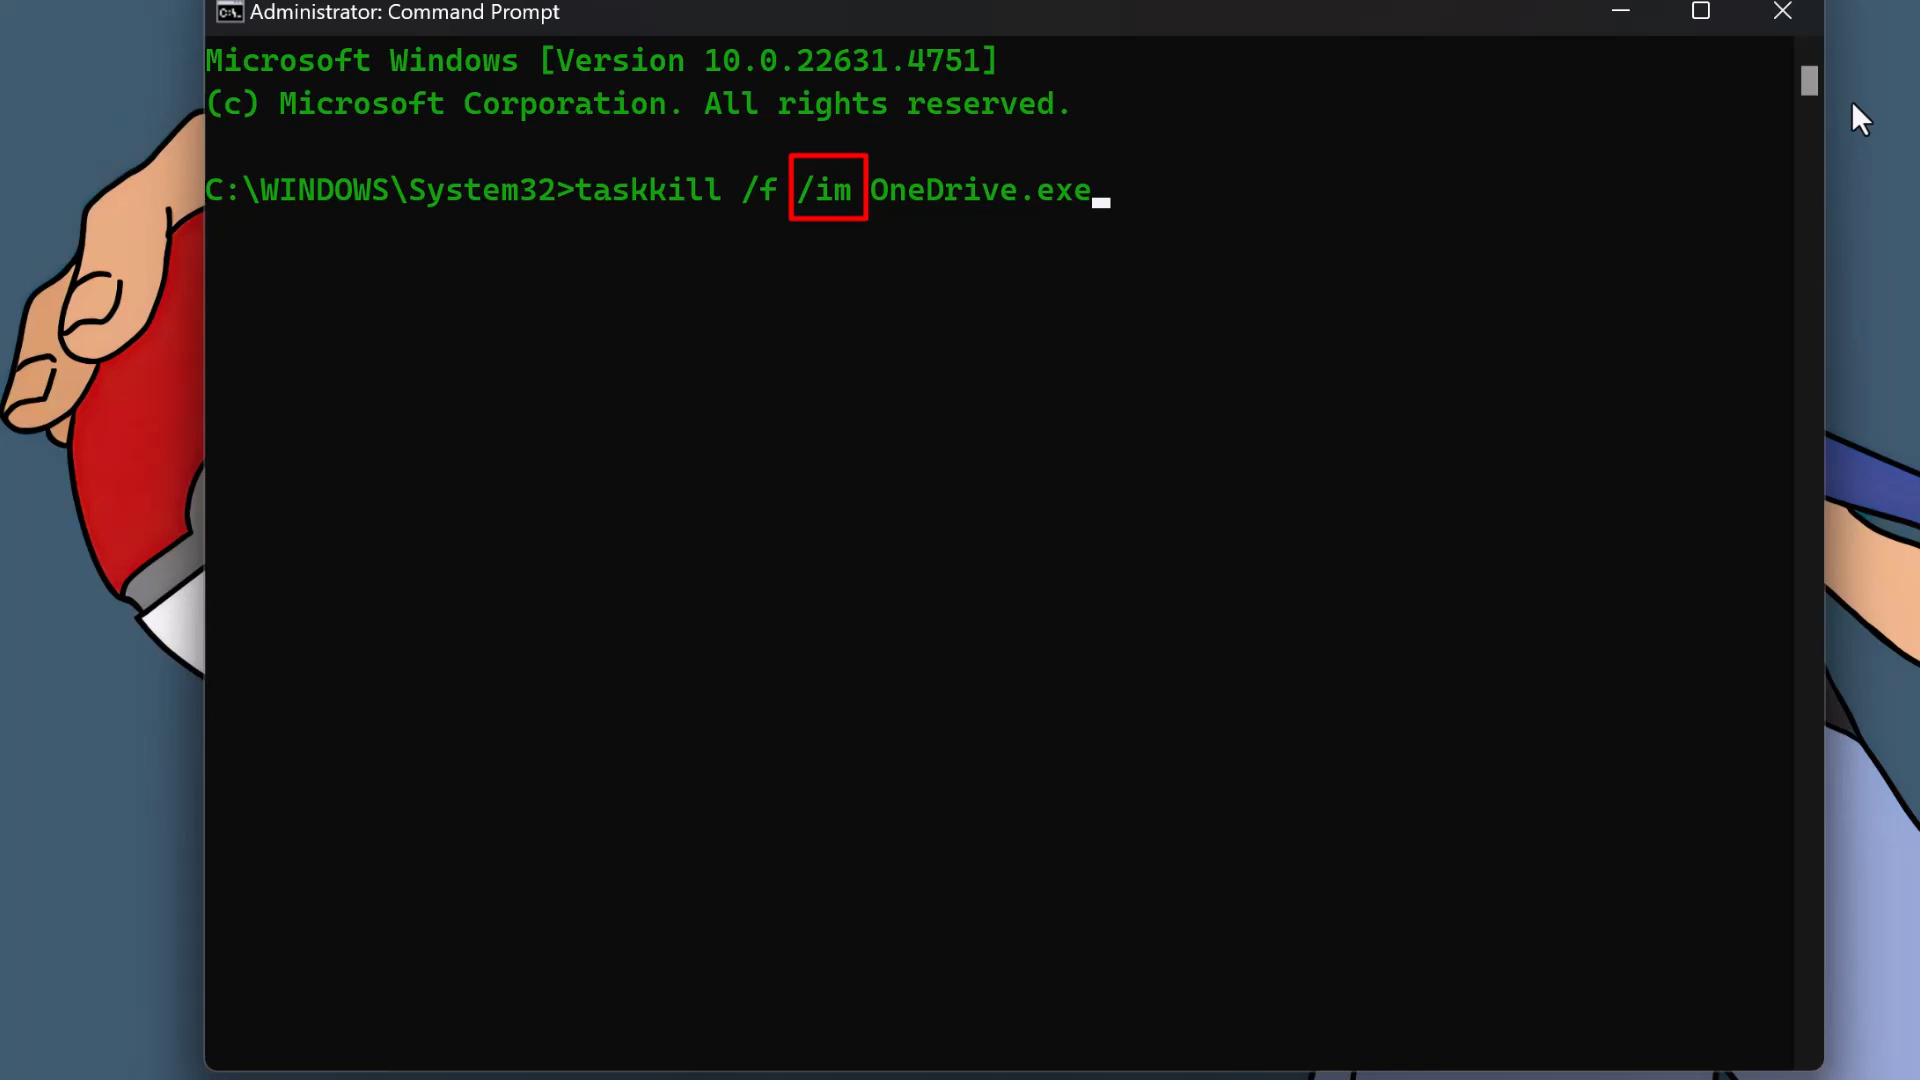 Administrator: Command Prompt
Microsoft Windows [Version 10.0.22631.4751]
(c) Microsoft Corporation. All rights reserved.
C:\WINDOWS\System32>taskkill /f /im OneDrive.exe